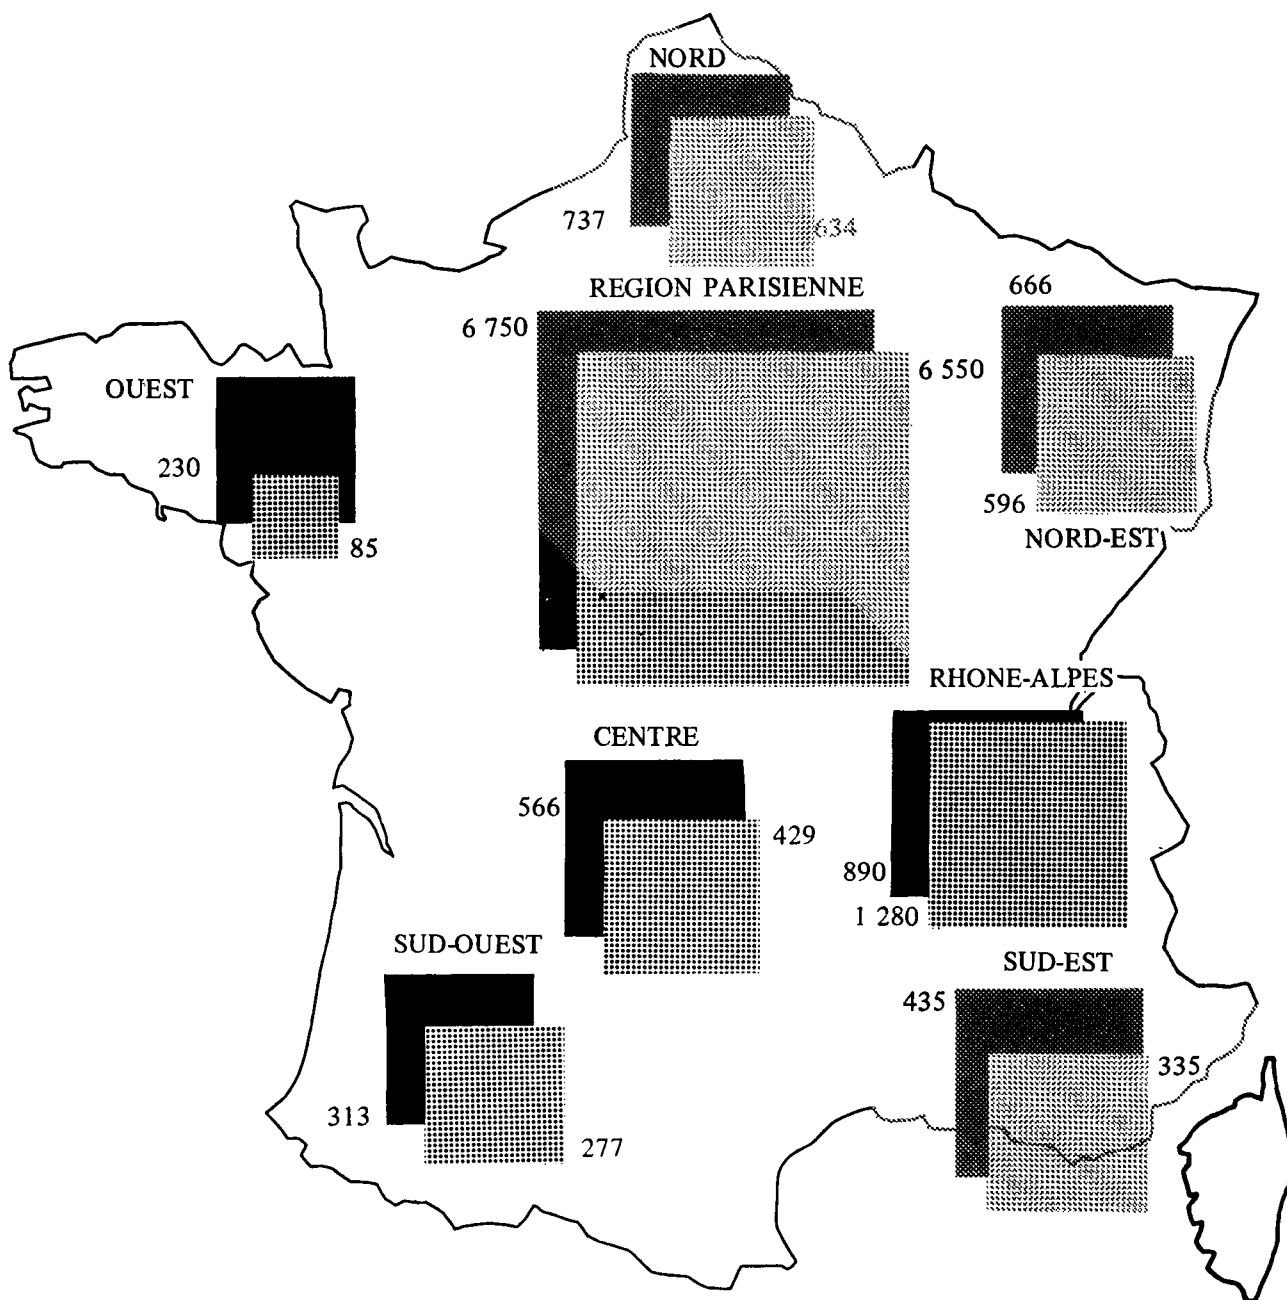 NORD
737
634
REGION PARISIENNE
6 750
6 550
666
596
NORD-EST
OUEST
230
85
RHONE-ALPES
890
1 280
CENTRE
566
429
SUD-OUEST
313
277
SUD-EST
435
335